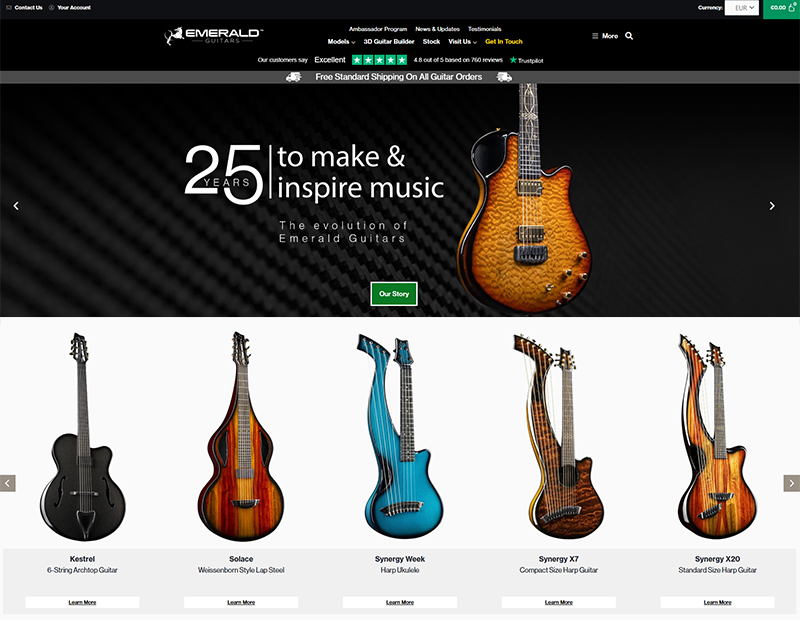 Contact Us
Your Account
Currency:
EUR
€0.00
0
EMERALD™
GUITARS
Ambassador Program
News & Updates
Testimonials
Models
3D Guitar Builder
Stock
Visit Us
Get In Touch
More
Our customers say
Excellent
4.8 out of 5 based on 760 reviews
Trustpilot
Free Standard Shipping On All Guitar Orders
25
YEARS
to make &
inspire music
The evolution of
Emerald Guitars
Our Story
Kestrel
6-String Archtop Guitar
Learn More
Solace
Weissenborn Style Lap Steel
Learn More
Synergy Week
Harp Ukulele
Learn More
Synergy X7
Compact Size Harp Guitar
Learn More
Synergy X20
Standard Size Harp Guitar
Learn More